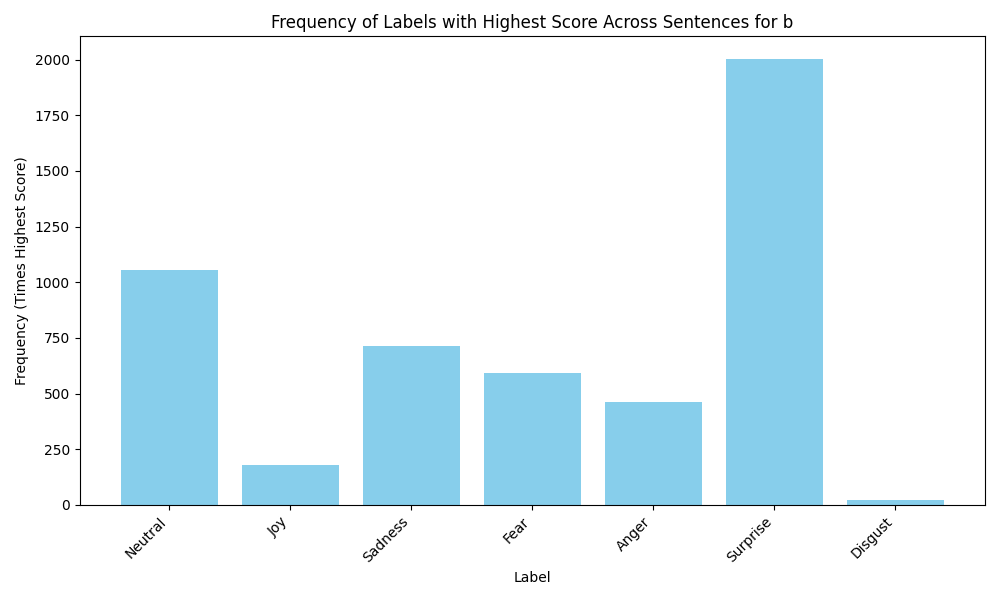 Frequency of Labels with Highest Score Across Sentences for b
Frequency (Times Highest Score)
2000
1750
1500
1250
1000
750
500
250
0
Neutral
Joy
Sadness
Fear
Anger
Surprise
Disgust
Label